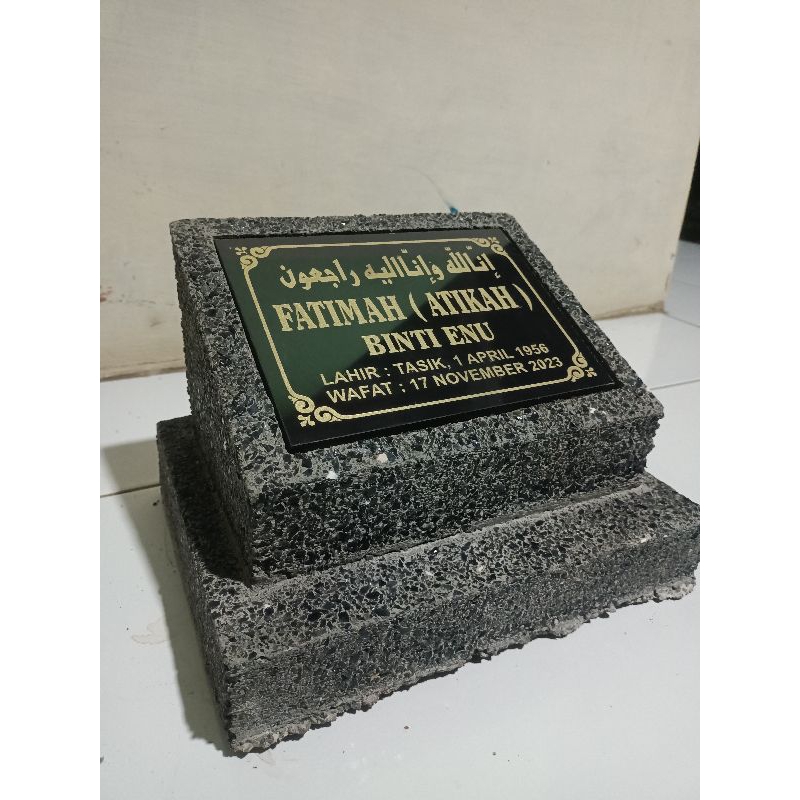 إنا لله وإنا إليه راجعون
FATIMAH ( ATIKAH )
BINTI ENU
LAHIR : TASIK, 1 APRIL 1956
WAFAT : 17 NOVEMBER 2023